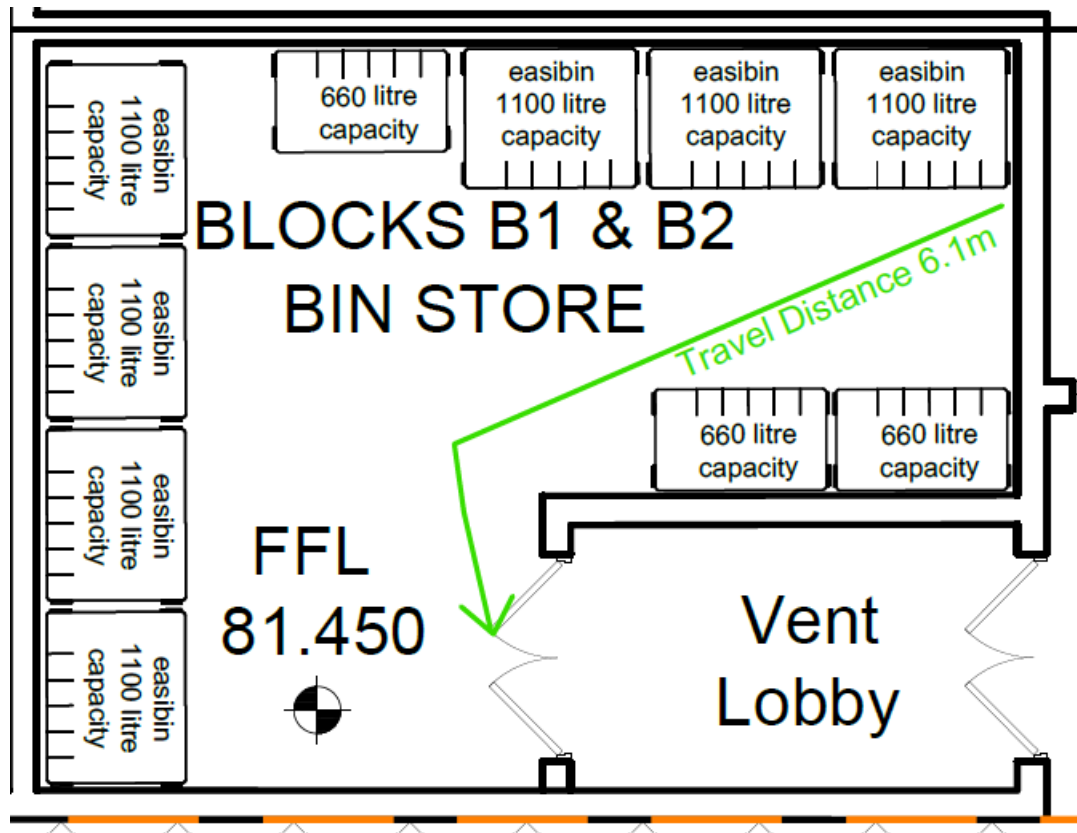 660 litre
capacity
easibin
1100 litre
capacity
easibin
1100 litre
capacity
easibin
1100 litre
capacity
easibin
1100 litre
capacity
BLOCKS B1 & B2
BIN STORE
Travel Distance 6.1m
easibin
1100 litre
capacity
660 litre
capacity
660 litre
capacity
easibin
1100 litre
capacity
FFL
81.450
Vent
Lobby
easibin
1100 litre
capacity